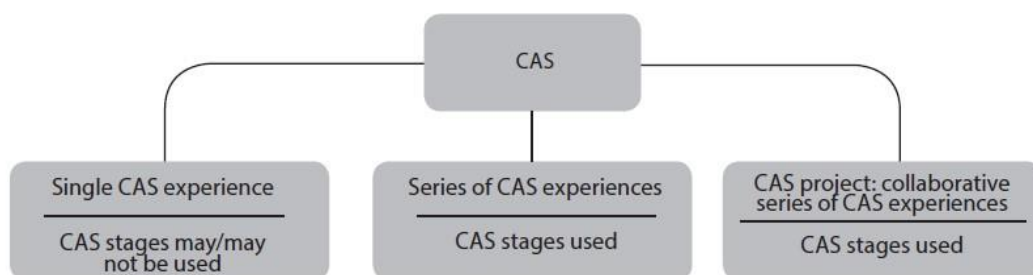 CAS
Single CAS experience
CAS stages may/may
not be used
Series of CAS experiences
CAS stages used
CAS project: collaborative
series of CAS experiences
CAS stages used